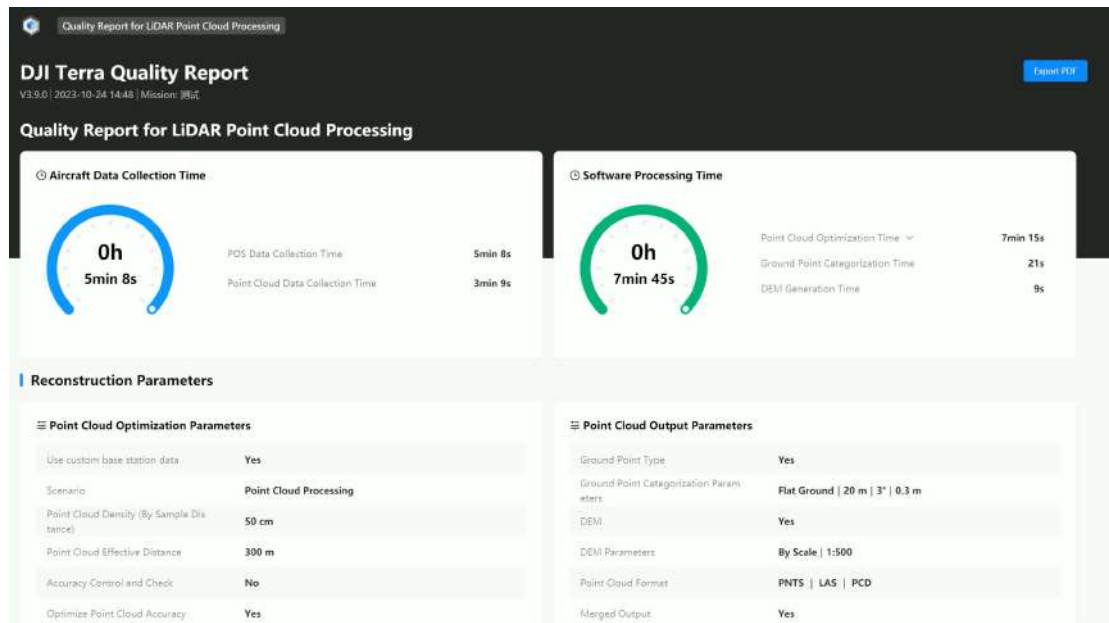 Quality Report for LiDAR Point Cloud Processing
DJI Terra Quality Report
Export PDF
V3.9.0 | 2023-10-24 14:48 | Mission: 测试
Quality Report for LiDAR Point Cloud Processing
Aircraft Data Collection Time
0h
5min 8s
POS Data Collection Time 5min 8s
Point Cloud Data Collection Time 3min 9s
Software Processing Time
0h
7min 45s
Point Cloud Optimization Time 7min 15s
Ground Point Categorization Time 21s
DEM Generation Time 9s
Reconstruction Parameters
Point Cloud Optimization Parameters
Use custom base station data Yes
Scenario Point Cloud Processing
Point Cloud Density (By Sample Dis
tance) 50 cm
Point Cloud Effective Distance 300 m
Accuracy Control and Check No
Optimize Point Cloud Accuracy Yes
Point Cloud Output Parameters
Ground Point Type Yes
Ground Point Categorization Param
eters Flat Ground | 20 m | 3° | 0.3 m
DEM Yes
DEM Parameters By Scale | 1:500
Point Cloud Format PNTS | LAS | PCD
Merged Output Yes